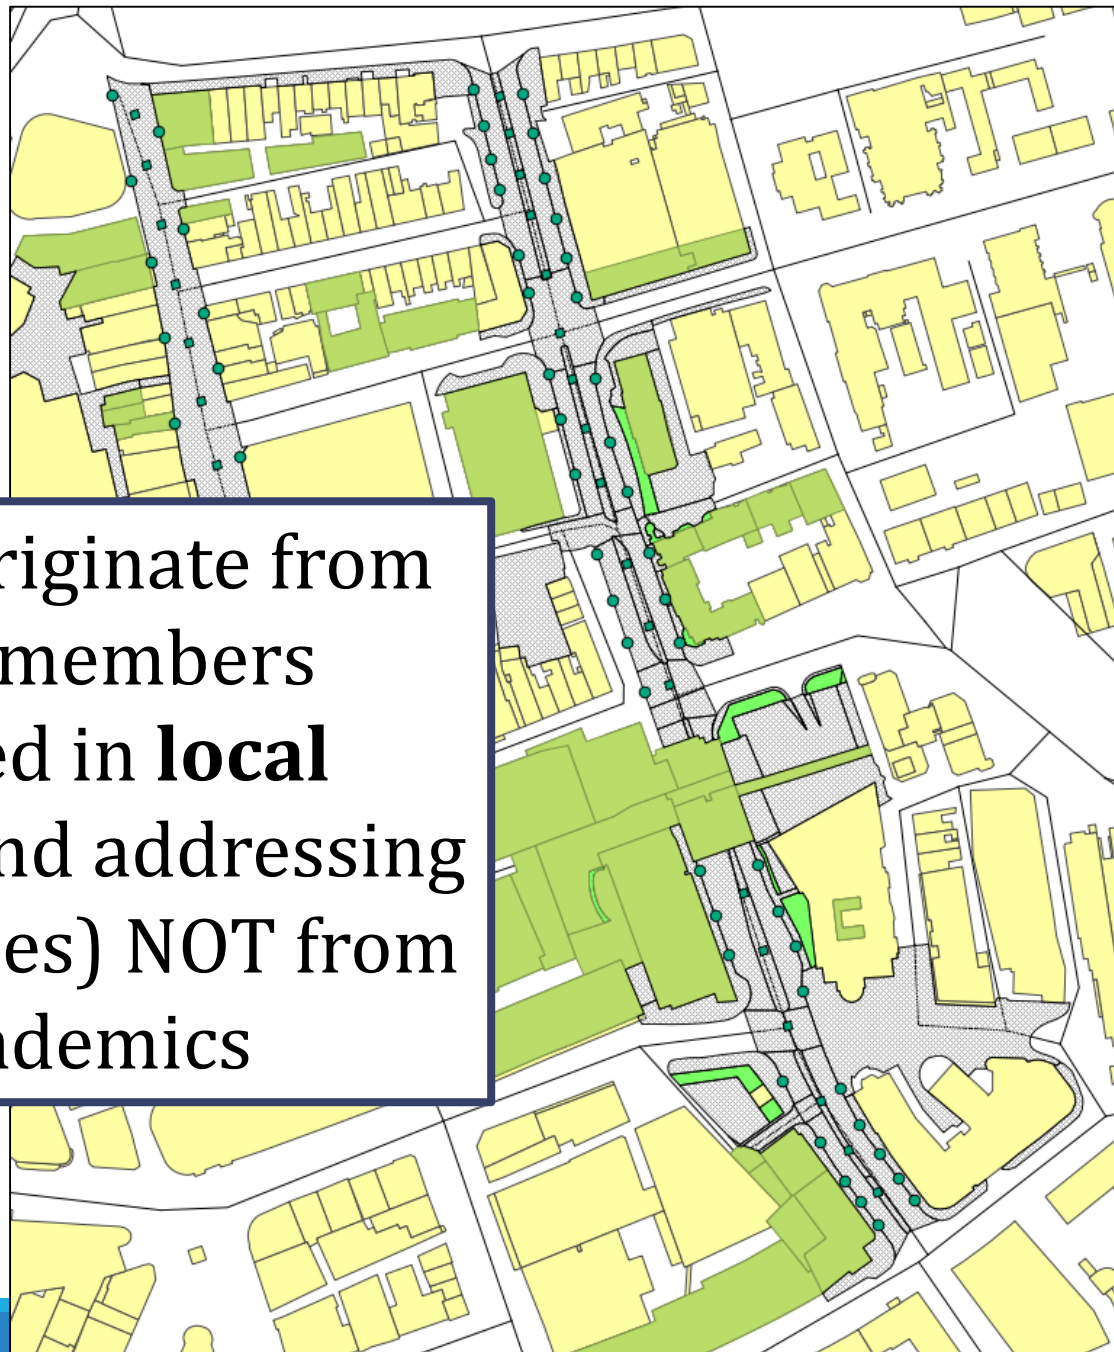 riginate from
members
ed in local
nd addressing
es) NOT from
ademics